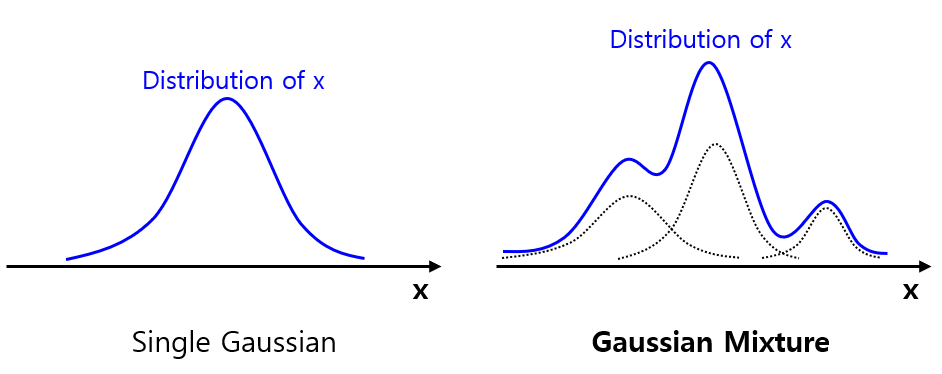 Distribution of x
x
Single Gaussian
Distribution of x
x
Gaussian Mixture